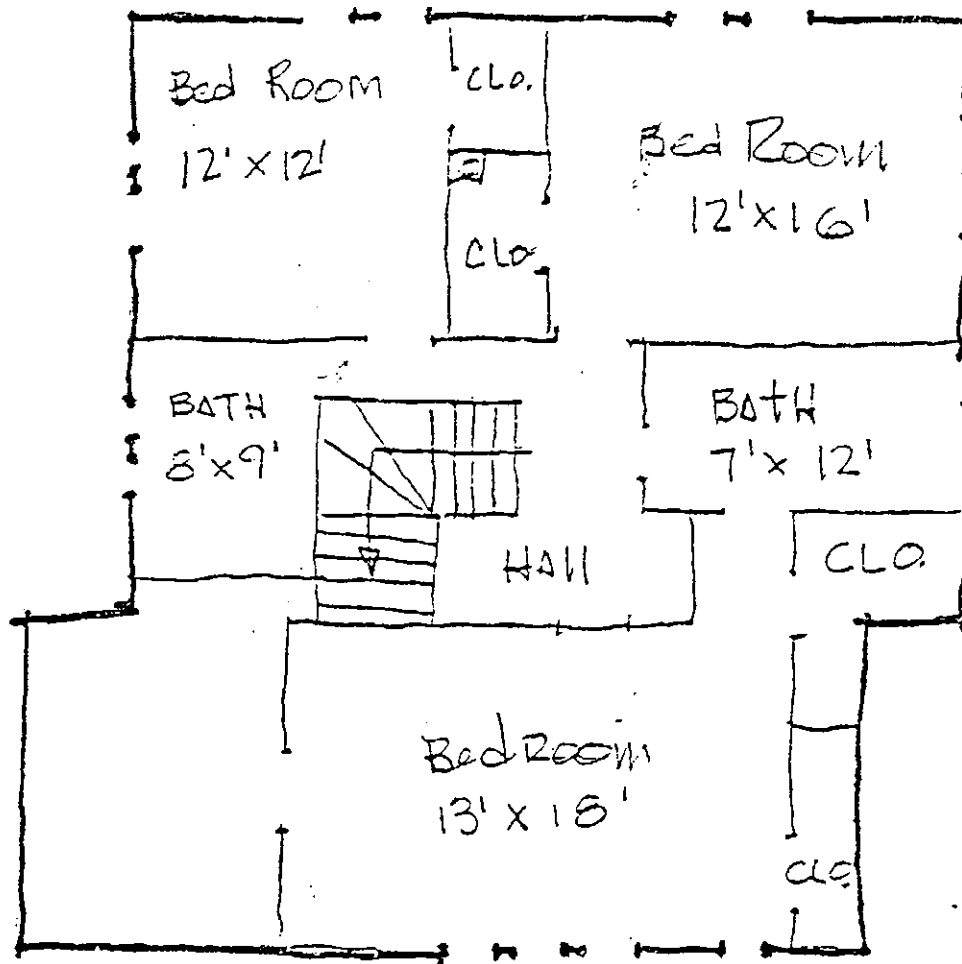 Bed Room
12' x 12'
CLO.
CLO
Bed Room
12' x 16'
BATH
8' x 9'
BATH
7' x 12'
HALL
CLO.
Bed Room
13' x 18'
CLO